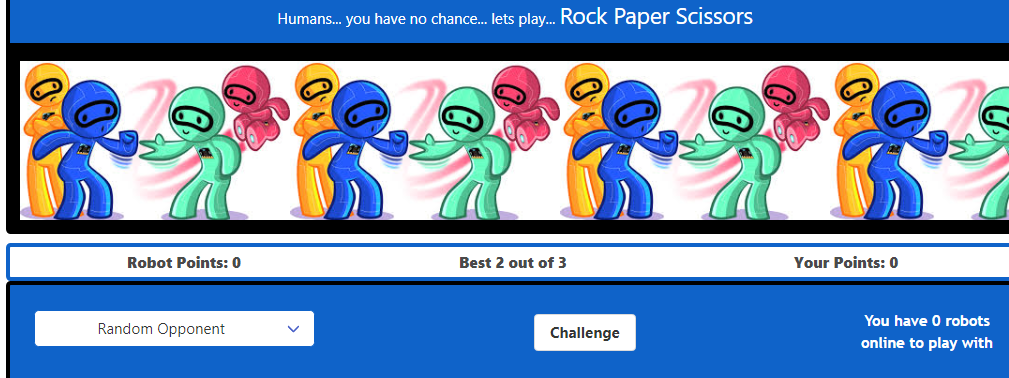 Humans... you have no chance... lets play... Rock Paper Scissors
Robot Points: 0
Best 2 out of 3
Your Points: 0
Random Opponent
Challenge
You have 0 robots
online to play with